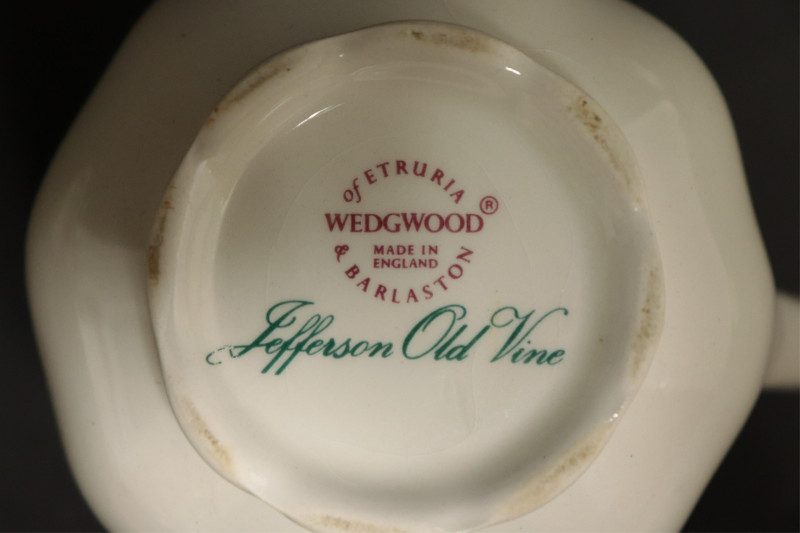 of ETRURIA
WEDGWOOD ®
MADE IN
ENGLAND
& BARLASTON
Jefferson Old Vine